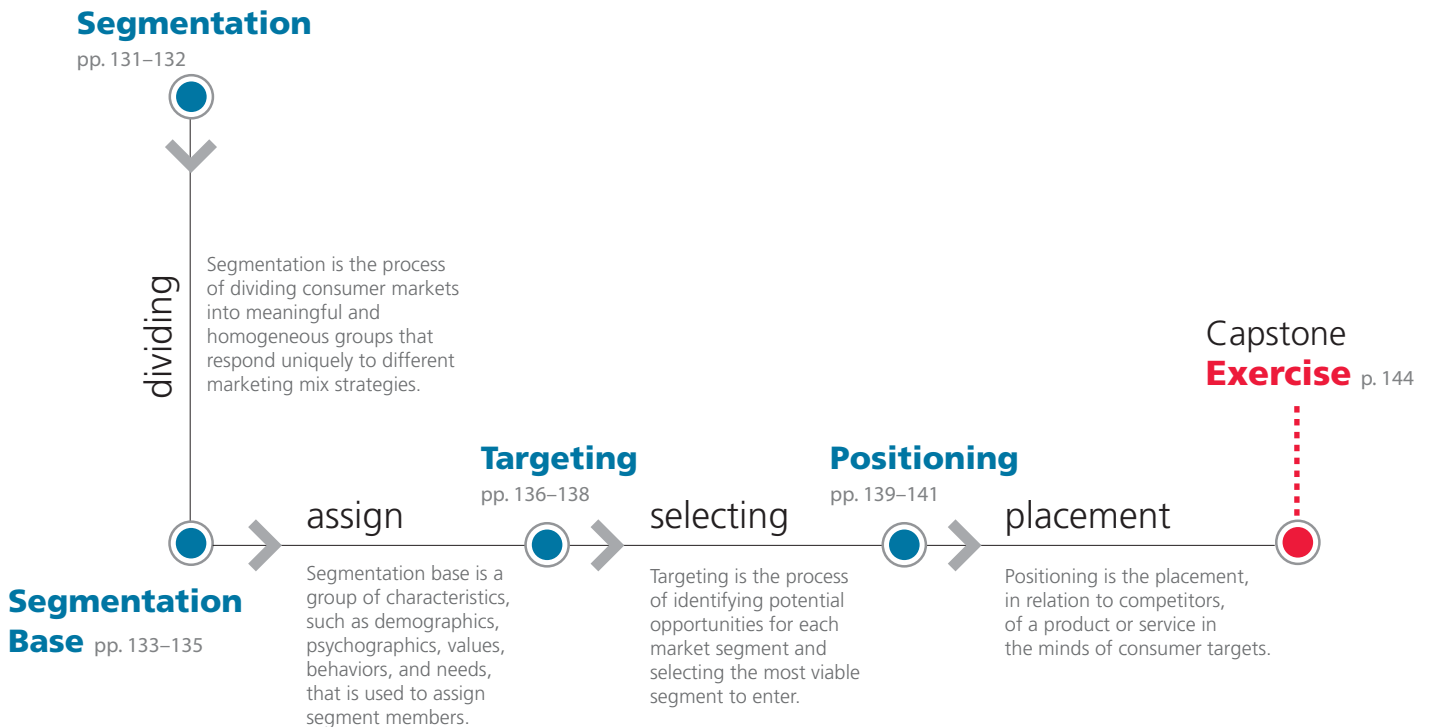 Segmentation
pp. 131–132
dividing
Segmentation is the process
of dividing consumer markets
into meaningful and
homogeneous groups that
respond uniquely to different
marketing mix strategies.
Segmentation
Base pp. 133–135
assign
Segmentation base is a
group of characteristics,
such as demographics,
psychographics, values,
behaviors, and needs,
that is used to assign
segment members.
Targeting
pp. 136–138
selecting
Targeting is the process
of identifying potential
opportunities for each
market segment and
selecting the most viable
segment to enter.
Positioning
pp. 139–141
placement
Positioning is the placement,
in relation to competitors,
of a product or service in
the minds of consumer targets.
Capstone
Exercise p. 144